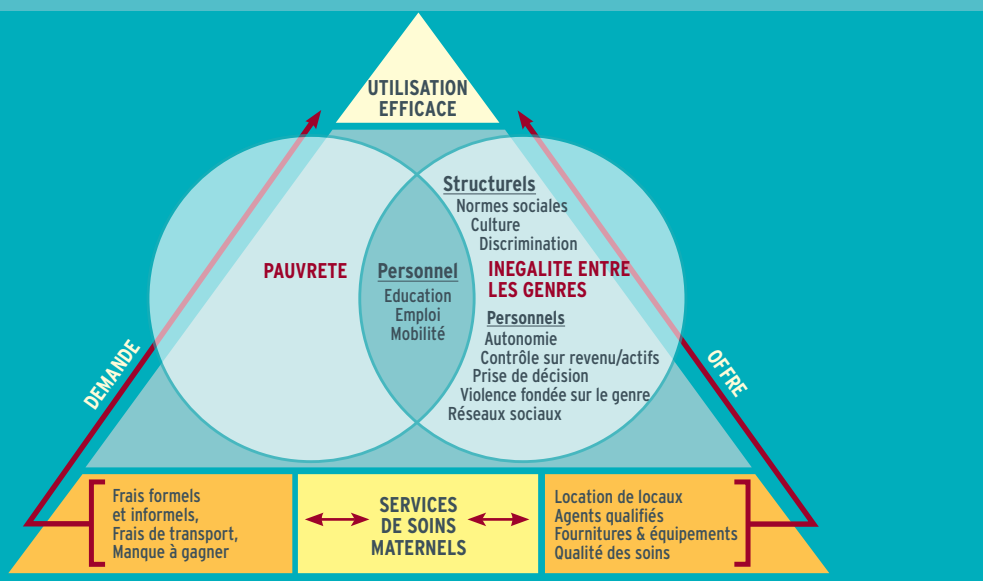 UTILISATION
EFFICACE
Structurels
Normes sociales
Culture
Discrimination
PAUVRETE
Personnel
Education
Emploi
Mobilité
INEGALITE ENTRE
LES GENRES
Personnels
Autonomie
Contrôle sur revenu/actifs
Prise de décision
Violence fondée sur le genre
Réseaux sociaux
DEMANDE
OFFRE
Frais formels
et informels,
Frais de transport,
Manque à gagner
SERVICES
DE SOINS
MATERNELS
Location de locaux
Agents qualifiés
Fournitures & équipements
Qualité des soins